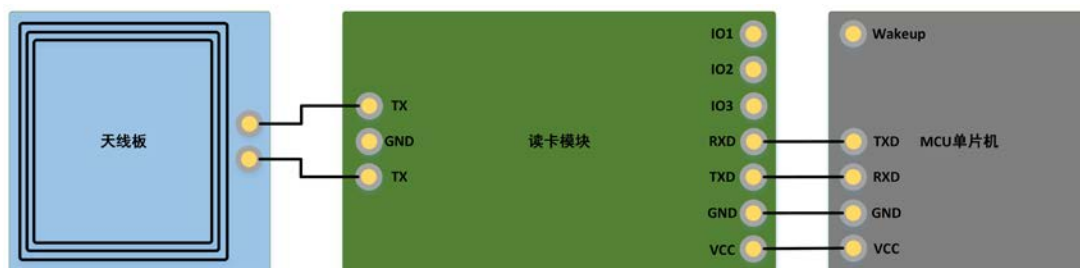 天线板
TX
GND
TX
读卡模块
IO1
IO2
IO3
RXD
TXD
GND
VCC
Wakeup
TXD
RXD
GND
VCC
MCU单片机